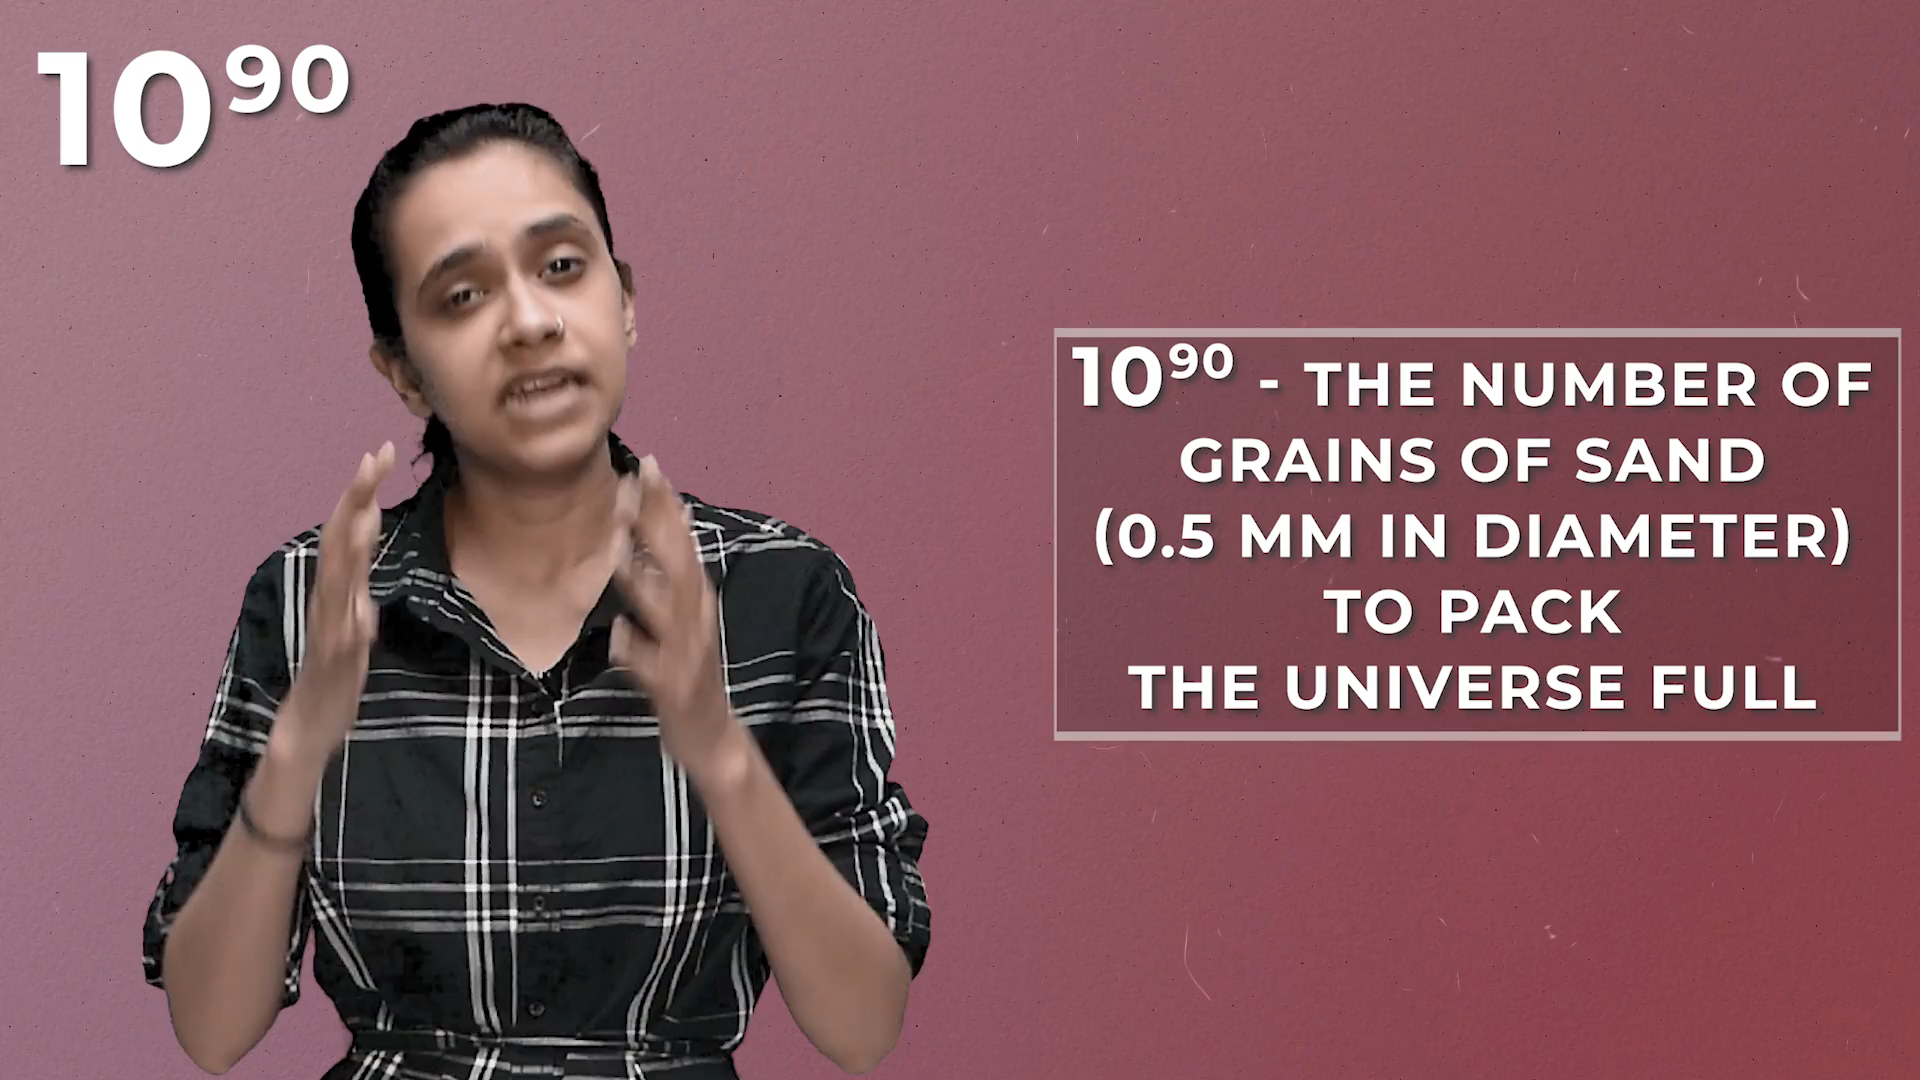 10⁹⁰
10⁹⁰ - THE NUMBER OF
GRAINS OF SAND
(0.5 MM IN DIAMETER)
TO PACK
THE UNIVERSE FULL